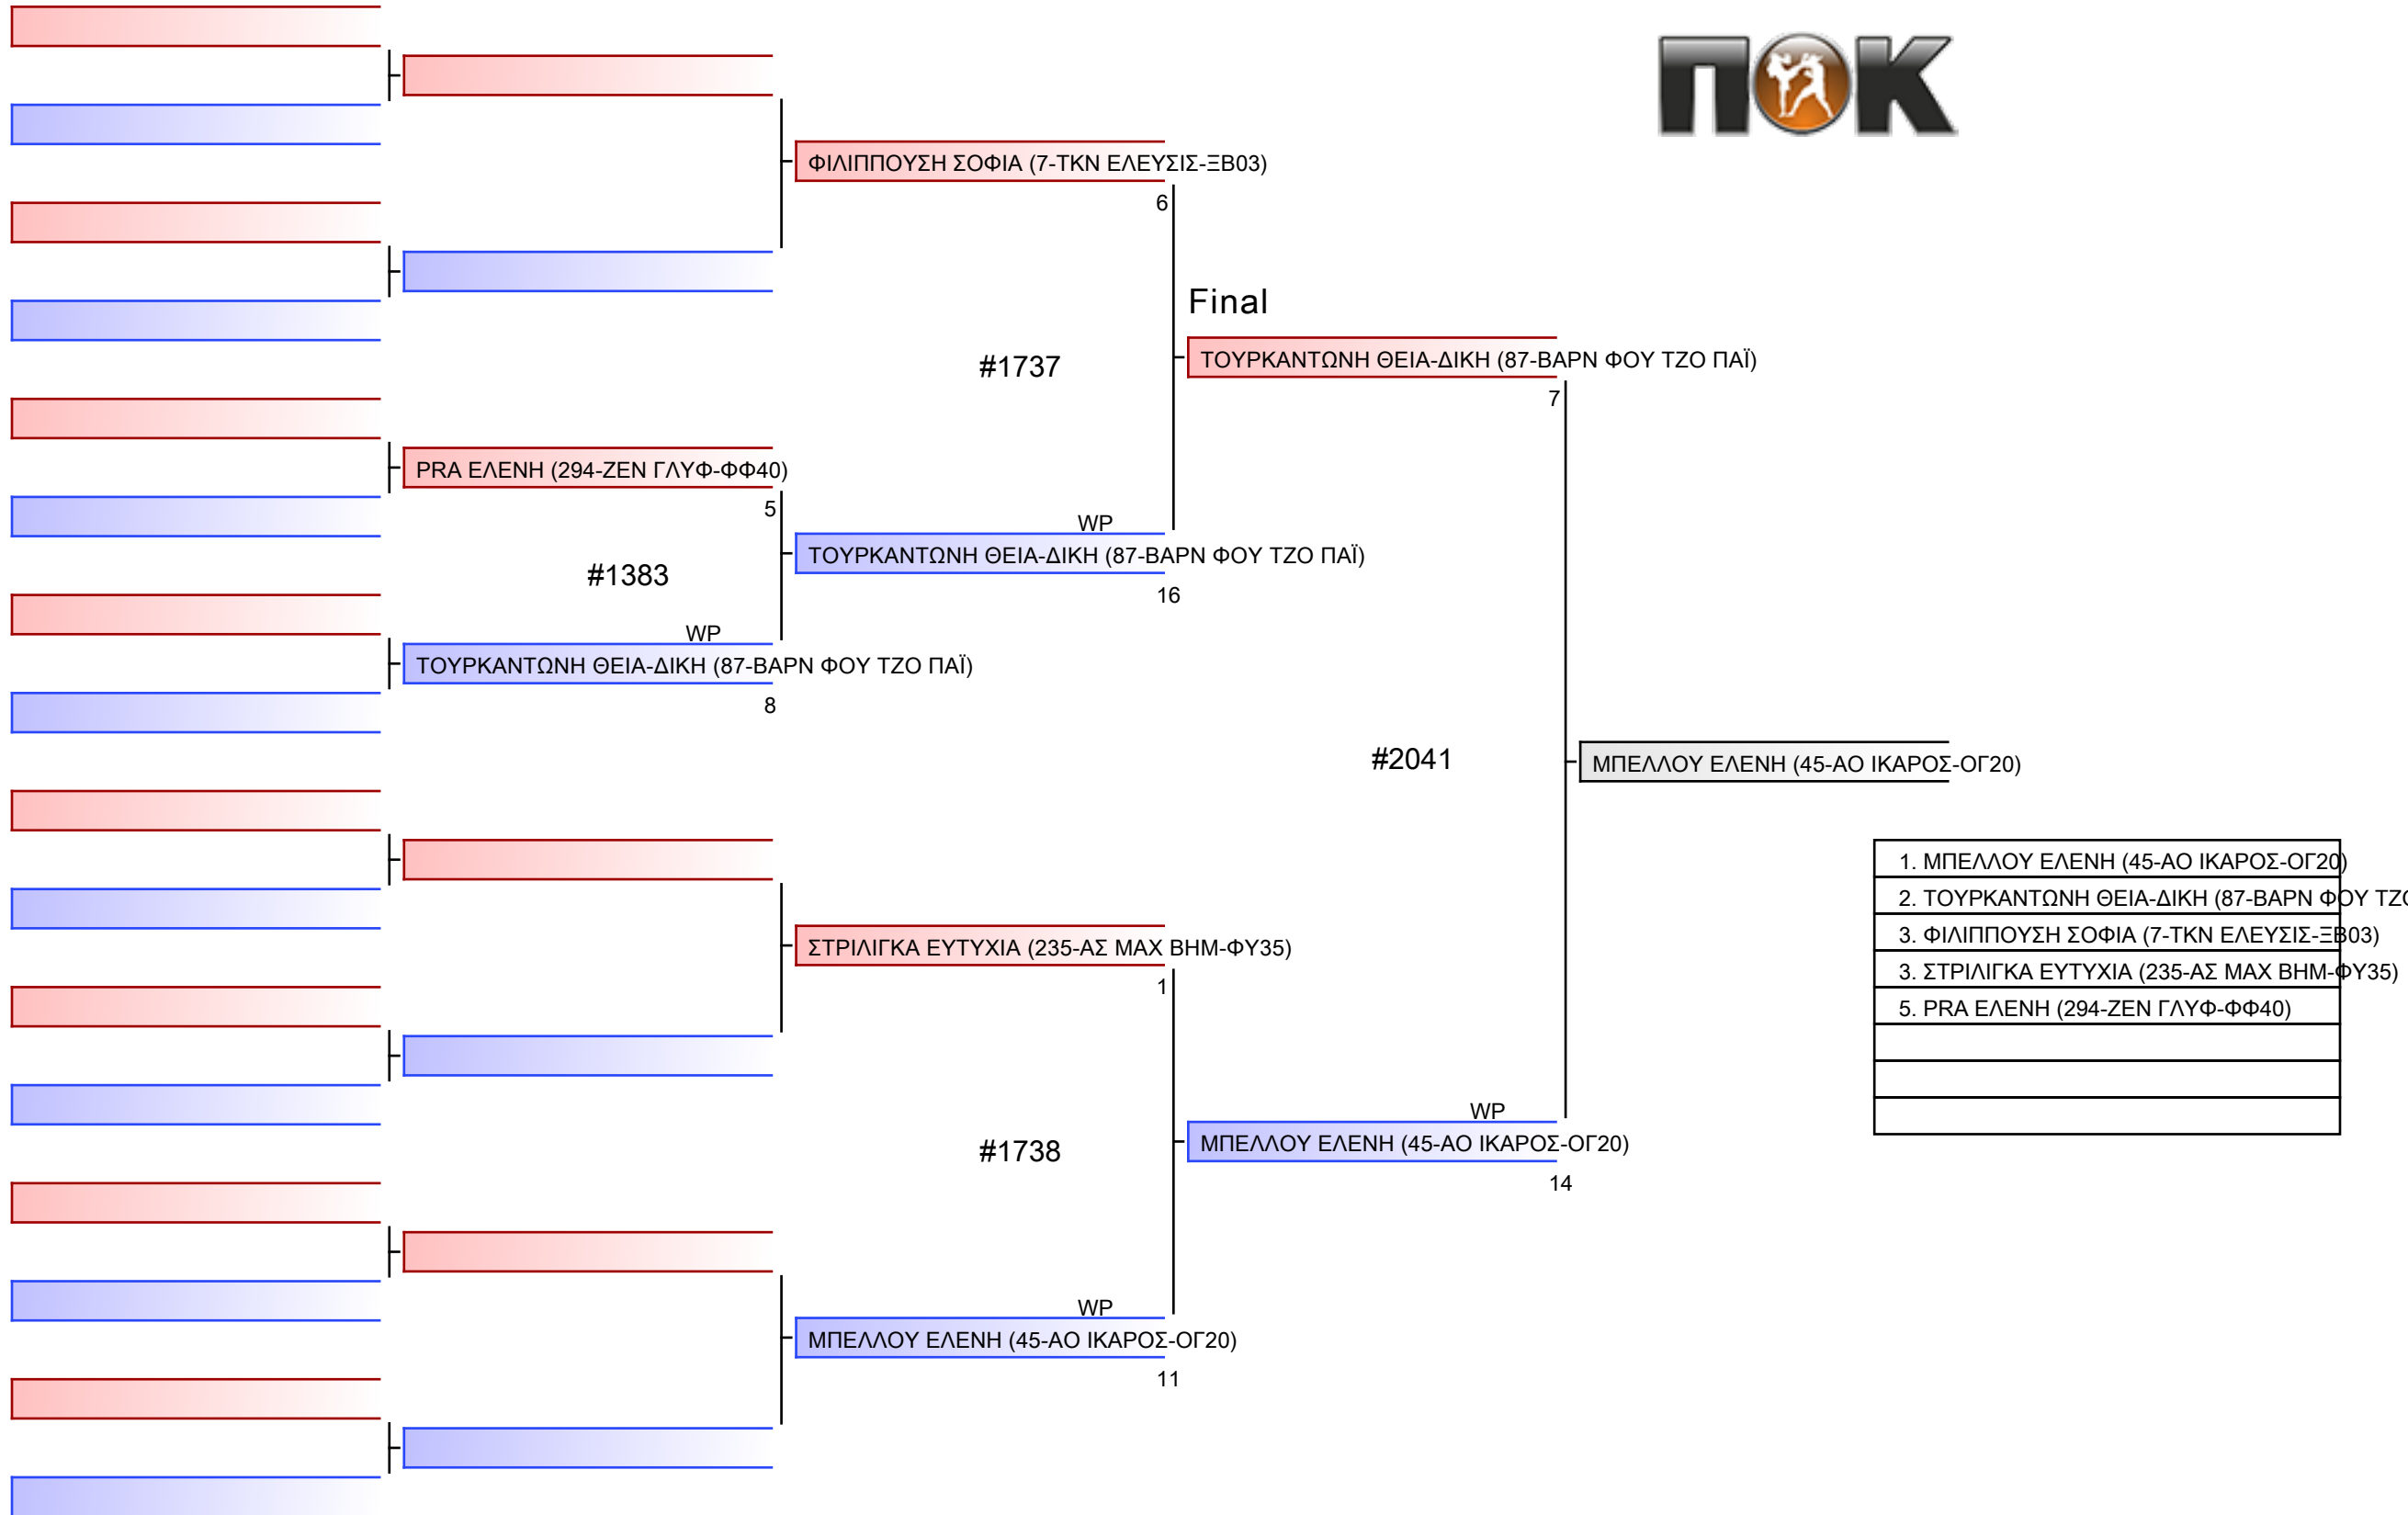 ΠΟΚ
ΦΙΛΙΠΠΟΥΣΗ ΣΟΦΙΑ (7-ΤΚΝ ΕΛΕΥΣΙΣ-ΞΒ03)
6
Final
#1737
ΤΟΥΡΚΑΝΤΩΝΗ ΘΕΙΑ-ΔΙΚΗ (87-ΒΑΡΝ ΦΟΥ ΤΖΟ ΠΑΪ)
7
PRA ΕΛΕΝΗ (294-ΖΕΝ ΓΛΥΦ-ΦΦ40)
5
WP
ΤΟΥΡΚΑΝΤΩΝΗ ΘΕΙΑ-ΔΙΚΗ (87-ΒΑΡΝ ΦΟΥ ΤΖΟ ΠΑΪ)
#1383
16
WP
ΤΟΥΡΚΑΝΤΩΝΗ ΘΕΙΑ-ΔΙΚΗ (87-ΒΑΡΝ ΦΟΥ ΤΖΟ ΠΑΪ)
8
#2041
ΜΠΕΛΛΟΥ ΕΛΕΝΗ (45-ΑΟ ΙΚΑΡΟΣ-ΟΓ20)
1. ΜΠΕΛΛΟΥ ΕΛΕΝΗ (45-ΑΟ ΙΚΑΡΟΣ-ΟΓ20)
2. ΤΟΥΡΚΑΝΤΩΝΗ ΘΕΙΑ-ΔΙΚΗ (87-ΒΑΡΝ ΦΟΥ ΤΖΟ
3. ΦΙΛΙΠΠΟΥΣΗ ΣΟΦΙΑ (7-ΤΚΝ ΕΛΕΥΣΙΣ-ΞΒ03)
3. ΣΤΡΙΛΙΓΚΑ ΕΥΤΥΧΙΑ (235-ΑΣ ΜΑΧ ΒΗΜ-ΦΥ35)
5. PRA ΕΛΕΝΗ (294-ΖΕΝ ΓΛΥΦ-ΦΦ40)
ΣΤΡΙΛΙΓΚΑ ΕΥΤΥΧΙΑ (235-ΑΣ ΜΑΧ ΒΗΜ-ΦΥ35)
1
WP
ΜΠΕΛΛΟΥ ΕΛΕΝΗ (45-ΑΟ ΙΚΑΡΟΣ-ΟΓ20)
#1738
14
WP
ΜΠΕΛΛΟΥ ΕΛΕΝΗ (45-ΑΟ ΙΚΑΡΟΣ-ΟΓ20)
11